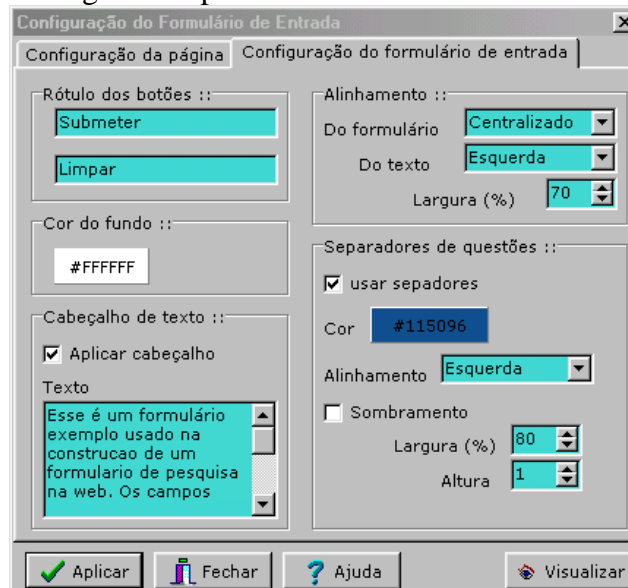 Configuração do Formulário de Entrada
Configuração da página
Configuração do formulário de entrada
Rótulo dos botões ::
Submeter
Limpar
Cor do fundo ::
#FFFFFF
Cabeçalho de texto ::
Aplicar cabeçalho
Texto
Esse é um formulário
exemplo usado na
construcao de um
formulario de pesquisa
na web. Os campos
Alinhamento ::
Do formulário Centralizado
Do texto Esquerda
Largura (%) 70
Separadores de questões ::
usar sepadores
Cor #115096
Alinhamento Esquerda
Sombramento
Largura (%) 80
Altura 1
Aplicar
Fechar
Ajuda
Visualizar